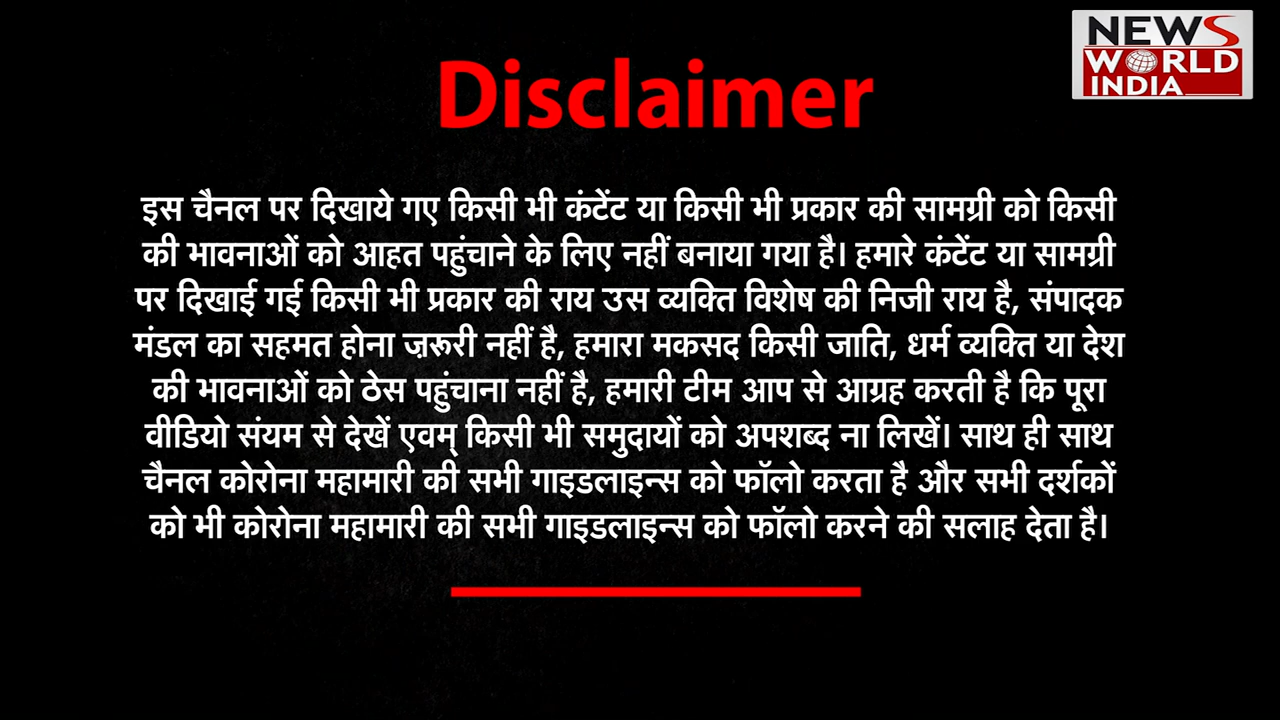 NEWS
WORLD
INDIA
Disclaimer
इस चैनल पर दिखाये गए किसी भी कंटेंट या किसी भी प्रकार की सामग्री को किसी
की भावनाओं को आहत पहुंचाने के लिए नहीं बनाया गया है। हमारे कंटेंट या सामग्री
पर दिखाई गई किसी भी प्रकार की राय उस व्यक्ति विशेष की निजी राय है, संपादक
मंडल का सहमत होना ज़रूरी नहीं है, हमारा मकसद किसी जाति, धर्म व्यक्ति या देश
की भावनाओं को ठेस पहुंचाना नहीं है, हमारी टीम आप से आग्रह करती है कि पूरा
वीडियो संयम से देखें एवम् किसी भी समुदायों को अपशब्द ना लिखें। साथ ही साथ
चैनल कोरोना महामारी की सभी गाइडलाइन्स को फॉलो करता है और सभी दर्शकों
को भी कोरोना महामारी की सभी गाइडलाइन्स को फॉलो करने की सलाह देता है।